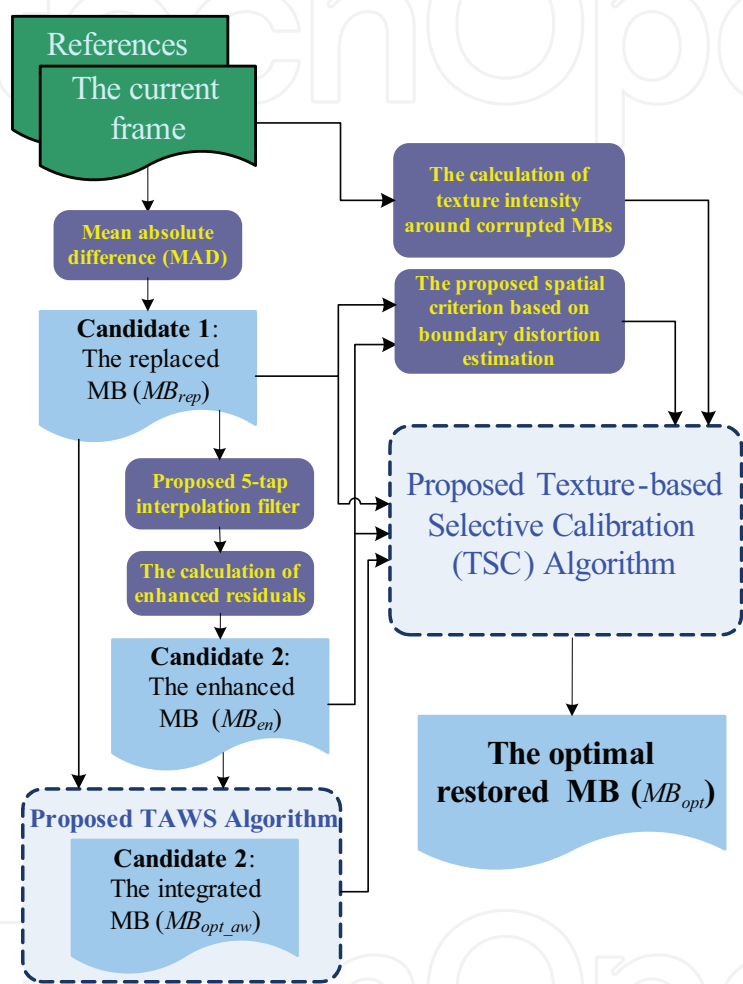 References
The current
frame
The calculation of
texture intensity
around corrupted MBs
Mean absolute
difference (MAD)
The proposed spatial
criterion based on
boundary distortion
estimation
Candidate 1:
The replaced
MB (MBrep)
Proposed 5-tap
interpolation filter
The calculation of
enhanced residuals
Proposed Texture-based
Selective Calibration
(TSC) Algorithm
Candidate 2:
The enhanced
MB (MBen)
The optimal
restored MB (MBopt)
Proposed TAWS Algorithm
Candidate 2:
The integrated
MB (MBopt_aw)